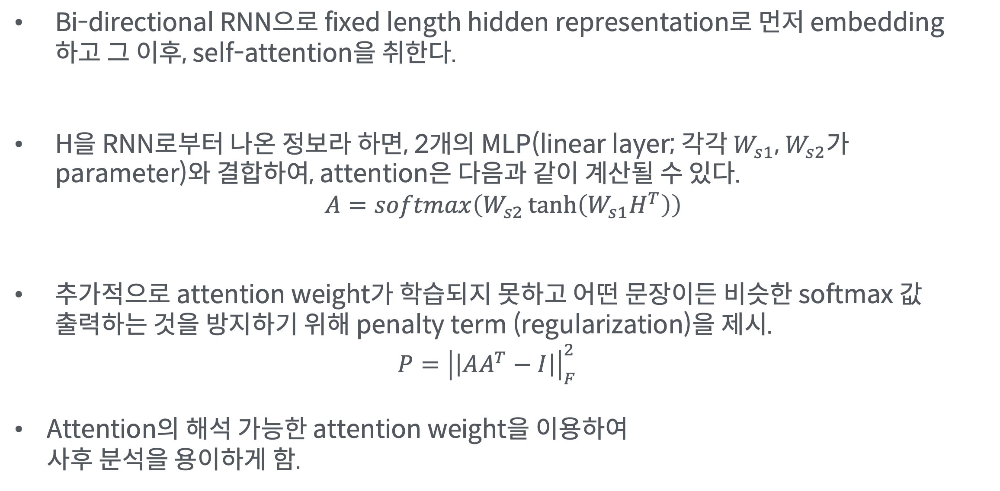 • Bi-directional RNN으로 fixed length hidden representation로 먼저 embedding
하고 그 이후, self-attention을 취한다.
• H을 RNN로부터 나온 정보라 하면, 2개의 MLP(linear layer; 각각 $W_{s1}$, $W_{s2}$가
parameter)와 결합하여, attention은 다음과 같이 계산될 수 있다.
$A = softmax(W_{s2} \tanh(W_{s1}H^T))$
• 추가적으로 attention weight가 학습되지 못하고 어떤 문장이든 비슷한 softmax 값
출력하는 것을 방지하기 위해 penalty term (regularization)을 제시.
$P = \left||AA^T - I|\right|_F^2$
• Attention의 해석 가능한 attention weight을 이용하여
사후 분석을 용이하게 함.